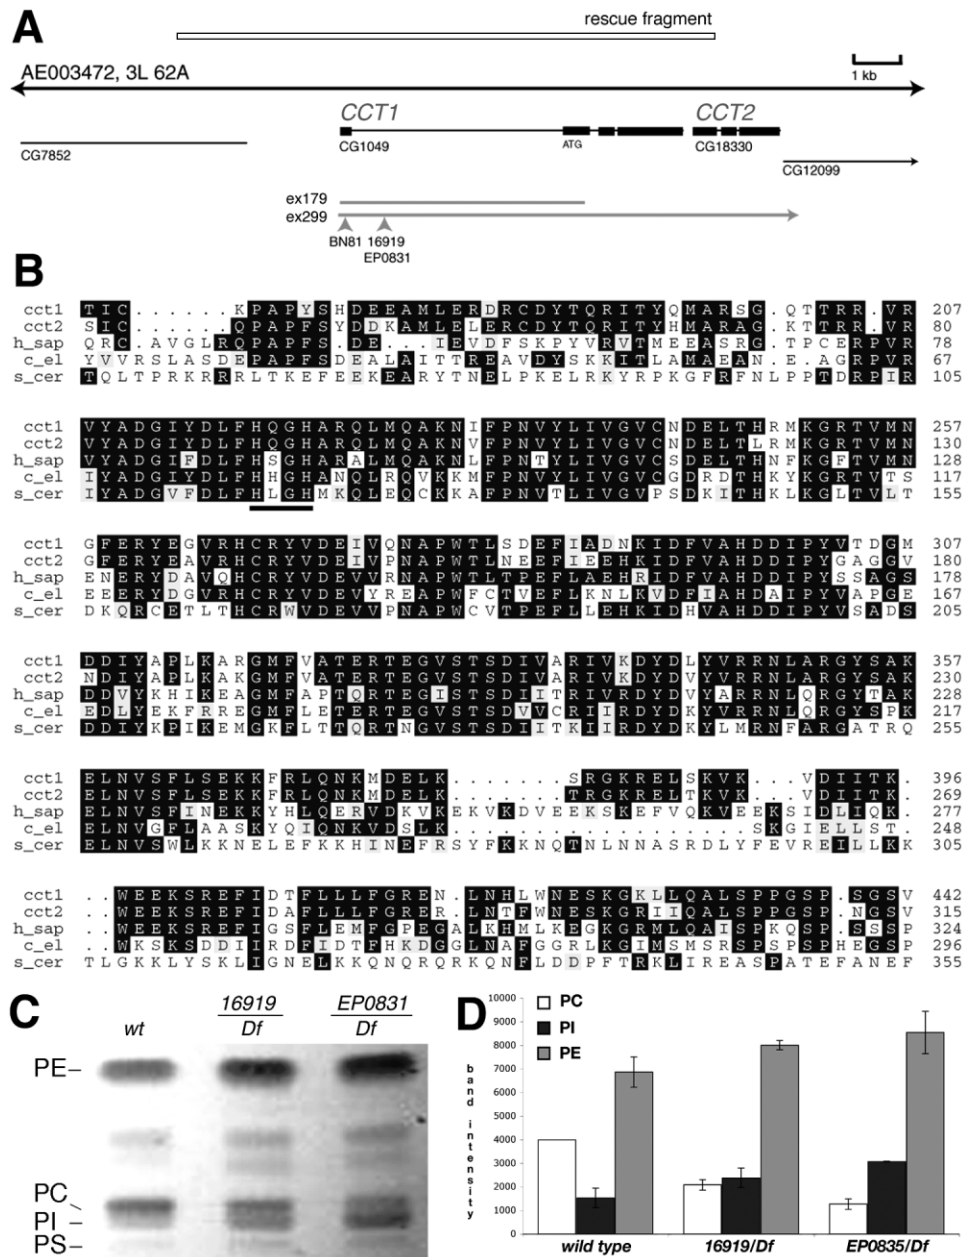 A
rescue fragment
AE003472, 3L 62A
1 kb
CCT1
CCT2
CG7852
CG1049
ATG
CG18330
CG12099
ex179
ex299
BN81
16919
EP0831
B
cct1 TIC......KPAPYSHDEEAMLERDRCDYTQRITYQMARSG.QTTRR.VR 207
cct2 SIC......QPAPFSYDDKAMLELERCDYTQRITYHMARAG.KTTRR.VR 80
h_sap QRC.AVGLRQPAPFS.DE..IEVDFSKPYVRVTMEEASRG.TPCERPVR 78
c_el YVVRSLASDEPAPFSDEALAITTREAVDYSKKITLAMAEAN.EAGRPVR 67
s_cer TQLTPRKRRRLTKEFEEKEARYTNELPKELRKYRPKGFRFNLPPTDRPIR 105
cct1 VYADGIYDLFHQGHARQLMQAKNIFPNVYLIVGVCNDELTHRMKGRTVMN 257
cct2 VYADGIYDLFHQGHARQLMQAKNVFPNVYLIVGVCNDELTLRMKGRTVMN 130
h_sap VYADGIFDLFHSGHARALMQAKNLFPNTYLIVGVCSDELTHNFKGFTVMN 128
c_el IYADGIYDLFHHGHANQLRQVKKMFPNVYLIVGVCGDRDTHKYKGRTVTS 117
s_cer IYADGVFDLFHLGHMKQLEQCKKAFPNVTLIVGVPSDKITHKLKGLTVLT 155
cct1 GFERYEGVRHCRYVDEIVQNAPWTLSDEFIADNKIDFVAHDDIPYVTDGM 307
cct2 GFERYEAVRHCRYVDEIVPNAPWTLNEEFIEEHKIDFVAHDDIPYGAGGV 180
h_sap ENERYDAVQHCRYVDEVVRNAPWTLTPEFLAEHRIDFVAHDDIPYSSAGS 178
c_el EEERYDGVRHCRYVDEVYREAPWFCTVEFLKNLKVDFIAHDAIPYVAPGE 167
s_cer DKQRCETLTHCRWVDEVVPNAPWCVTPEFLLEHKIDHVAHDDIPYVSADS 205
cct1 DDIYAPLKARGMFVATERTEGVSTSDIVARIVKDYDLYVRRNLARGYSAK 357
cct2 NDIYAPLKAKGMFVATERTEGVSTSDIVARIVKDYDVYVRRNLARGYSAK 230
h_sap DDVYKHIKEAGMFAPTQRTEGISTSDIITRIVRDYDVYARRNLQRGYTAK 228
c_el EDLYEKFRREGMFLETERTEGVSTSDVVCRIIRDYDKYVRRNLQRGYSPK 217
s_cer DDIYKPIKEMGKFLTTQRTNGVSTSDIITKIIRDYDKYLMRNFARGATRQ 255
cct1 ELNVSFLSEKKFRLQNKMDELK.......SRGKRELSKVK...VDIITK. 396
cct2 ELNVSFLSEKKFRLQNKMDELK.......TRGKRELSKVK...VDIITK. 269
h_sap ELNVSFINEKKYHLQERVDKVKEKVKDVEEKSKEFVQKVEEKSIDLIQK. 277
c_el ELNVGFLAASKYQIQNKVDSLK...................SKGIELLST. 248
s_cer ELNVSWLKKNELEFKKHINEFRSYFKKNQTNLNNASRDLYFEVREILLKK 305
cct1 ..WEEKSREFIDTFLLLFGREN.LNHLWNESKGKLLQALSPPGSP.SGSV 442
cct2 ..WEEKSREFIDAFLLLFGRER.LNTFWNESKGRIIQALSPPGSP.NGSV 315
h_sap ..WEEKSREFIGSFLEMFGPEGALKHMLKEGKGRMLQAISPKQSP.SSSP 324
c_el ..WKSKSDDIIRDFIDTFHKDGGLNAFGGRLKGIMSMSRSPSPSPHEGSP 296
s_cer TLGKKLYSKLIGNELKKQNQRQRKQNFLDDPFTRKLIREASPATEFANEF 355
C
wt
16919
Df
EP0831
Df
PE
PC
PI
PS
D
PC
PI
PE
band intensity
10000
9000
8000
7000
6000
5000
4000
3000
2000
1000
0
wild type
16919/Df
EP0835/Df